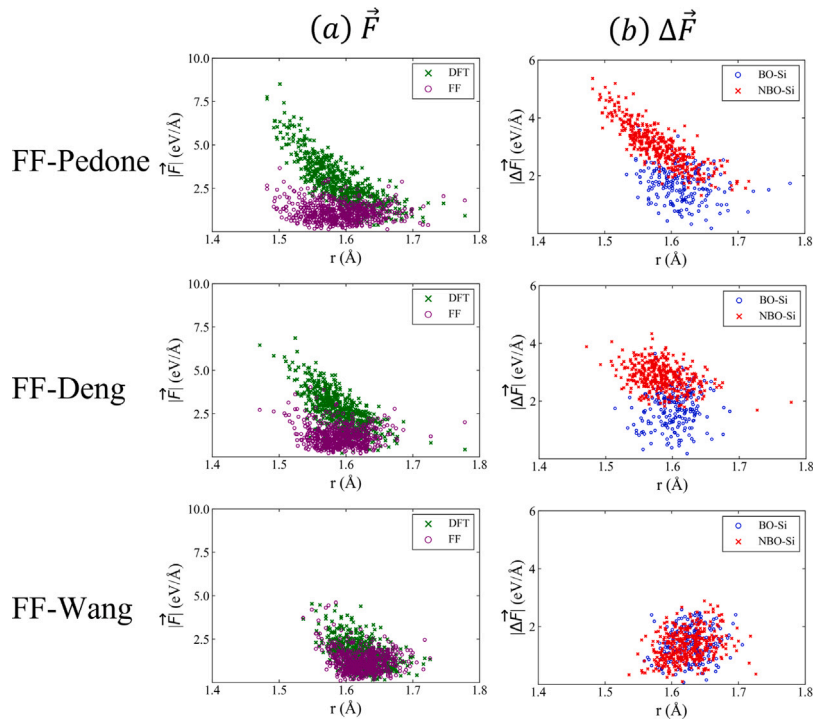 (a) F⃗
(b) ΔF⃗
FF-Pedone
|F⃗| (eV/Å)
10.0
7.5
5.0
2.5
DFT
FF
1.4
1.5
1.6
1.7
1.8
r (Å)
|ΔF⃗| (eV/Å)
6
4
2
BO-Si
NBO-Si
1.4
1.5
1.6
1.7
1.8
r (Å)
FF-Deng
|F⃗| (eV/Å)
10.0
7.5
5.0
2.5
DFT
FF
1.4
1.5
1.6
1.7
1.8
r (Å)
|ΔF⃗| (eV/Å)
6
4
2
BO-Si
NBO-Si
1.4
1.5
1.6
1.7
1.8
r (Å)
FF-Wang
|F⃗| (eV/Å)
10.0
7.5
5.0
2.5
DFT
FF
1.4
1.5
1.6
1.7
1.8
r (Å)
|ΔF⃗| (eV/Å)
6
4
2
BO-Si
NBO-Si
1.4
1.5
1.6
1.7
1.8
r (Å)